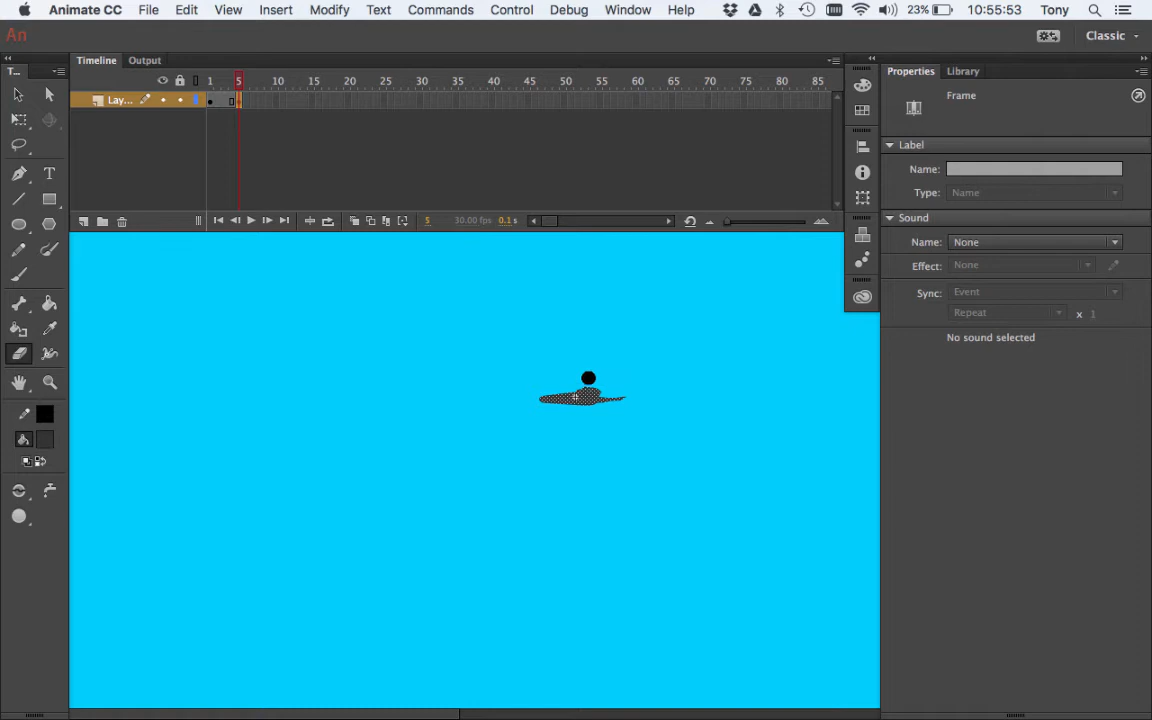 Animate CC File Edit View Insert Modify Text Commands Control Debug Window Help 23% 10:55:53 Tony
An Classic
T... Timeline Output Properties Library
1 5 10 15 20 25 30 35 40 45 50 55 60 65 70 75 80 85
Lay... Frame
Label
Name:
Type: Name
Sound
5 30.00 fps 0.1 s
Name: None
Effect: None
Sync: Event
Repeat x 1
No sound selected